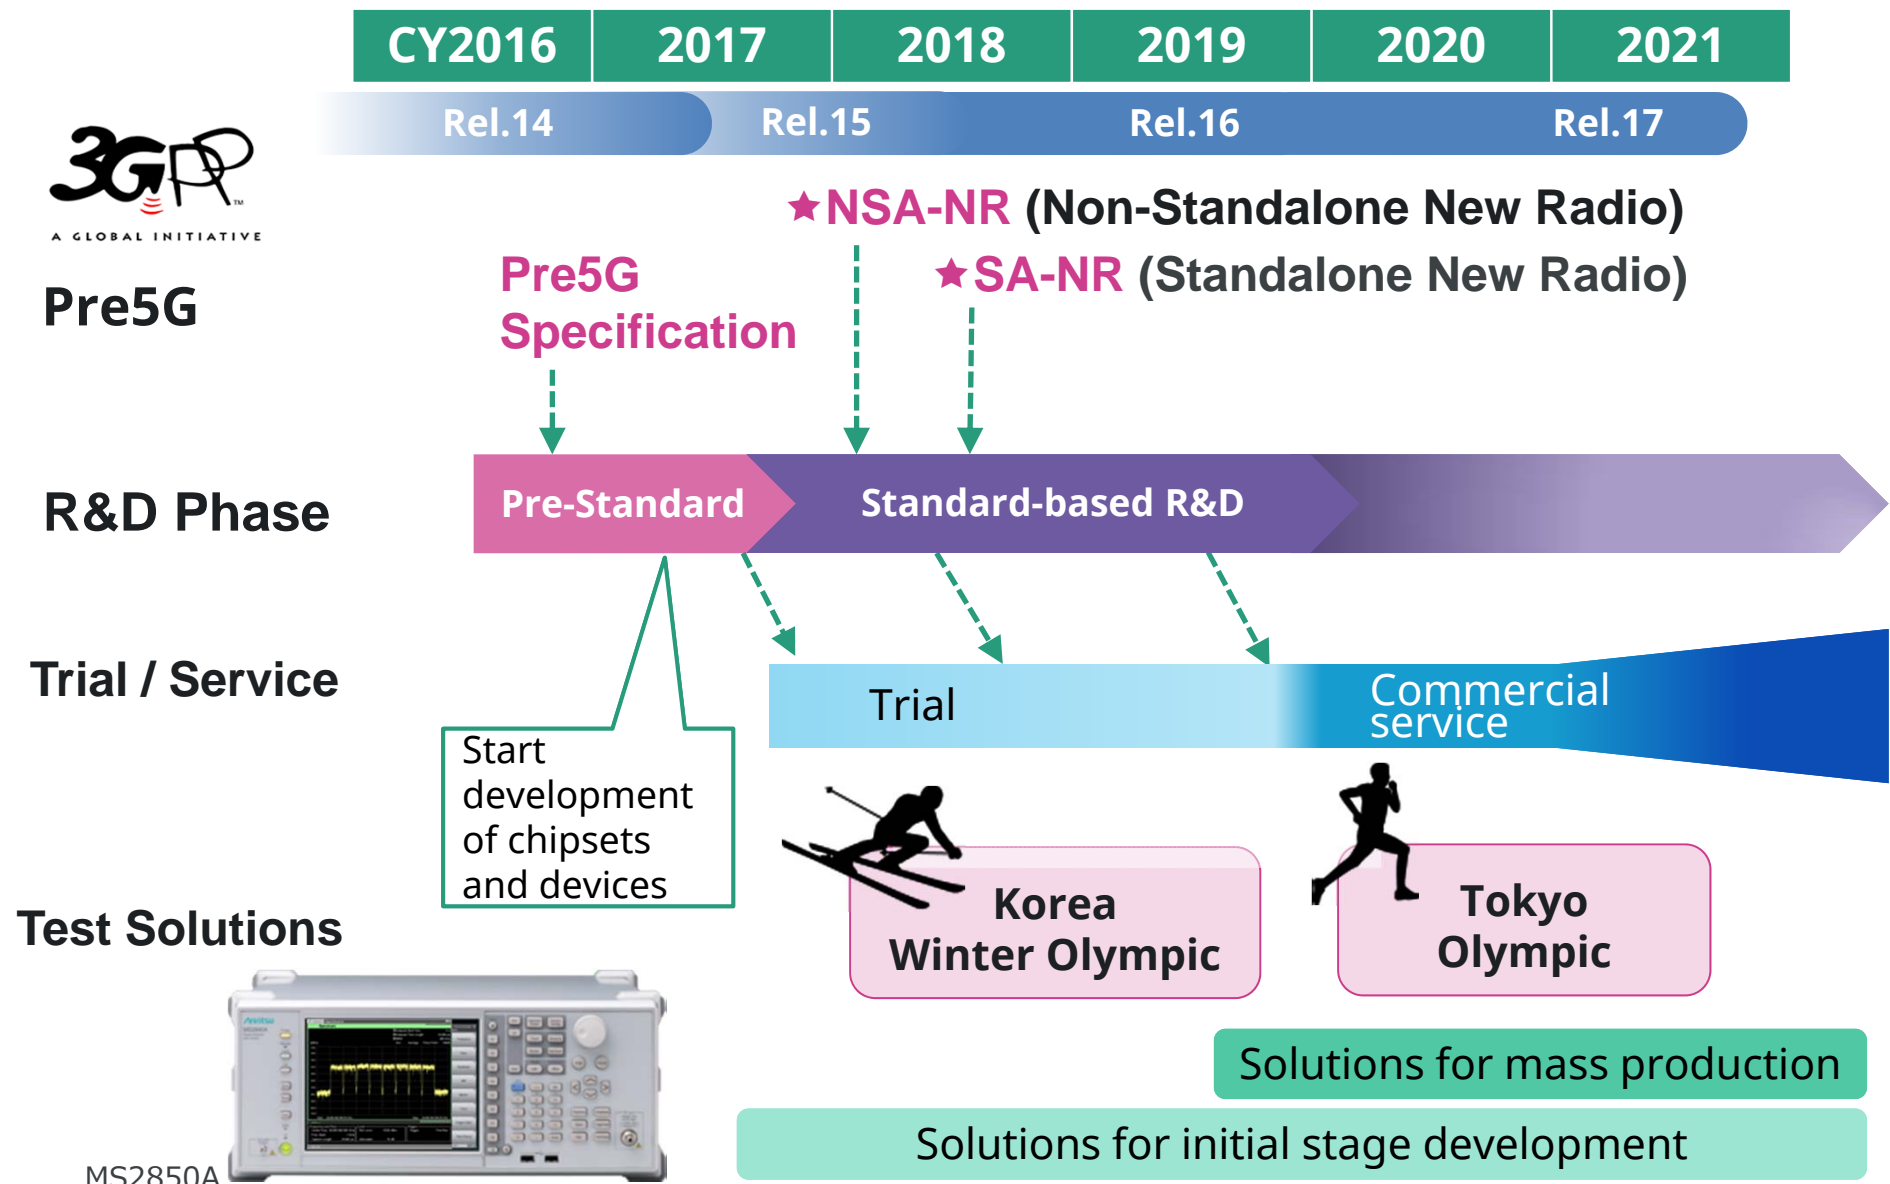 CY2016 2017 2018 2019 2020 2021
Rel.14 Rel.15 Rel.16 Rel.17
3GPP™
A GLOBAL INITIATIVE
★NSA-NR (Non-Standalone New Radio)
★SA-NR (Standalone New Radio)
Pre5G
Specification
Pre5G
R&D Phase
Pre-Standard
Standard-based R&D
Trial / Service
Trial
Commercial
service
Start
development
of chipsets
and devices
Korea
Winter Olympic
Tokyo
Olympic
Test Solutions
Anritsu
Solutions for mass production
Solutions for initial stage development
MS2850A